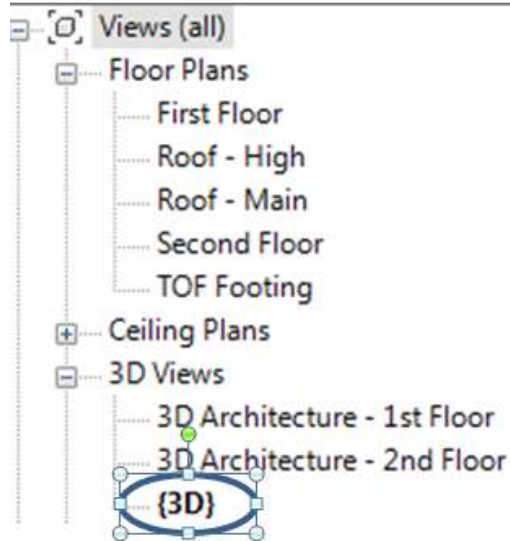 Views (all)
Floor Plans
First Floor
Roof - High
Roof - Main
Second Floor
TOF Footing
Ceiling Plans
3D Views
3D Architecture - 1st Floor
3D Architecture - 2nd Floor
{3D}